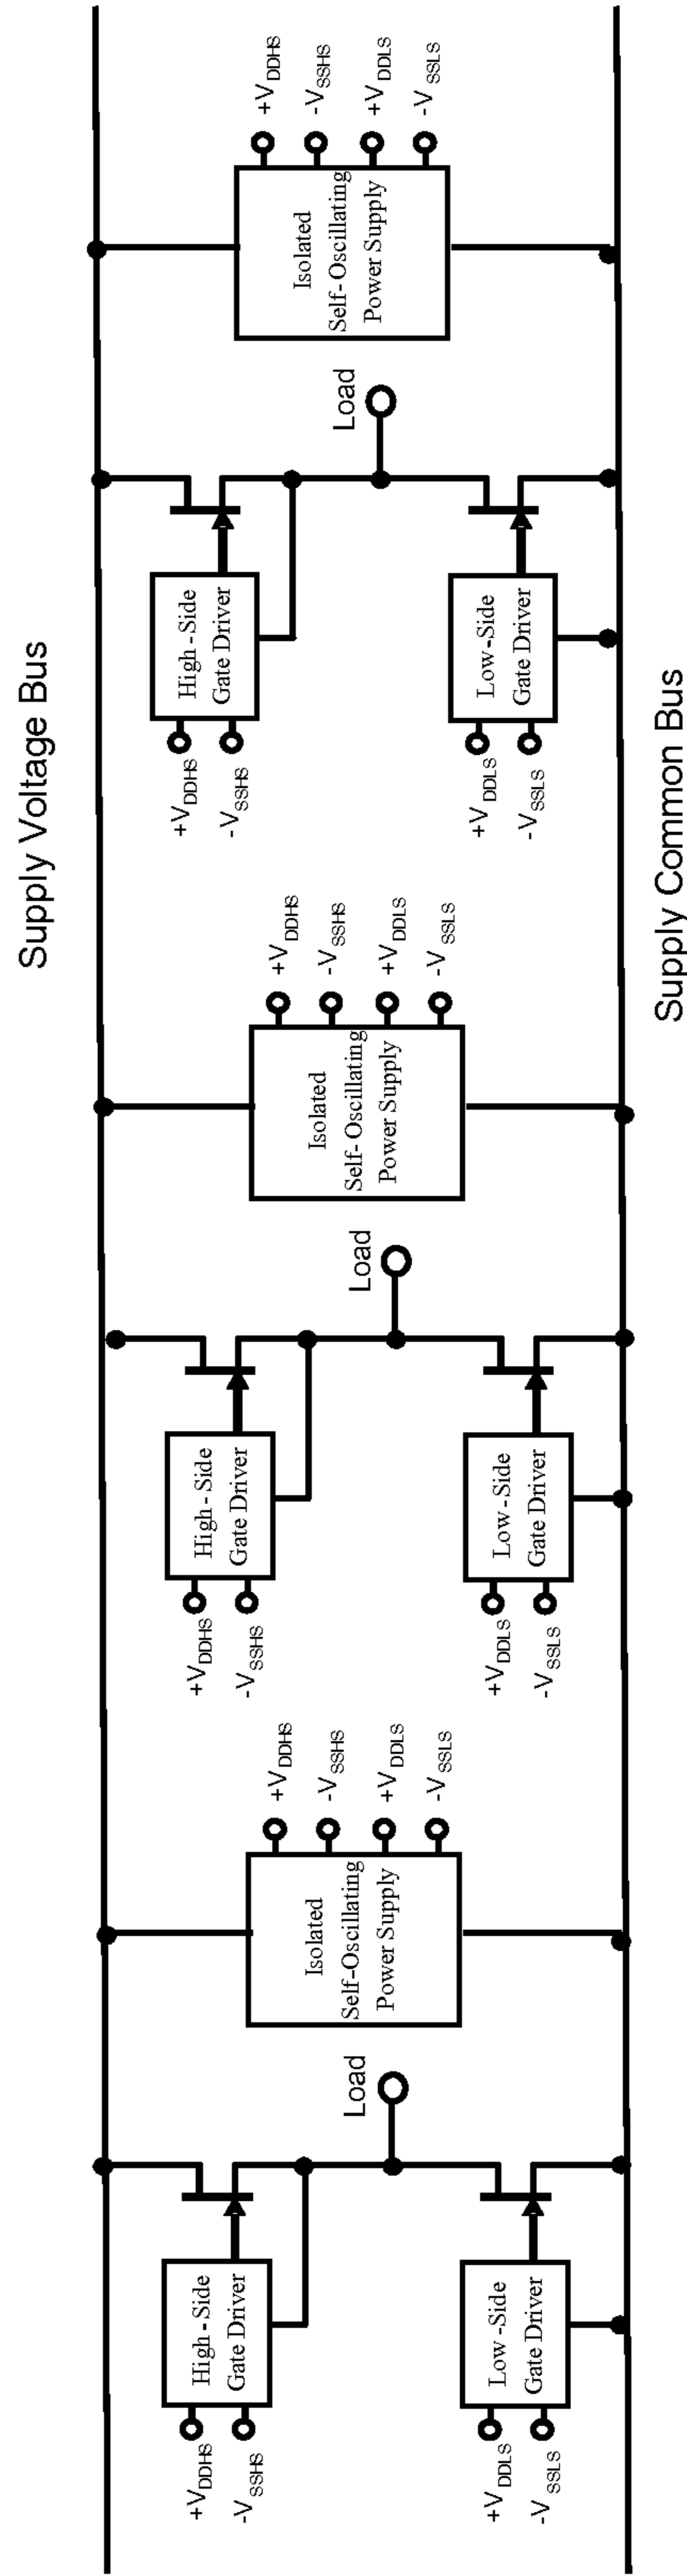 Supply Voltage Bus
High-Side
Gate Driver
+VDDHS
-VSSHS
Low-Side
Gate Driver
+VDDLS
-VSSLS
Load
Isolated
Self-Oscillating
Power Supply
+VDDHS
-VSSHS
+VDDLS
-VSSLS
High-Side
Gate Driver
+VDDHS
-VSSHS
Low-Side
Gate Driver
+VDDLS
-VSSLS
Load
Isolated
Self-Oscillating
Power Supply
+VDDHS
-VSSHS
+VDDLS
-VSSLS
High-Side
Gate Driver
+VDDHS
-VSSHS
Low-Side
Gate Driver
+VDDLS
-VSSLS
Load
Isolated
Self-Oscillating
Power Supply
+VDDHS
-VSSHS
+VDDLS
-VSSLS
Supply Common Bus